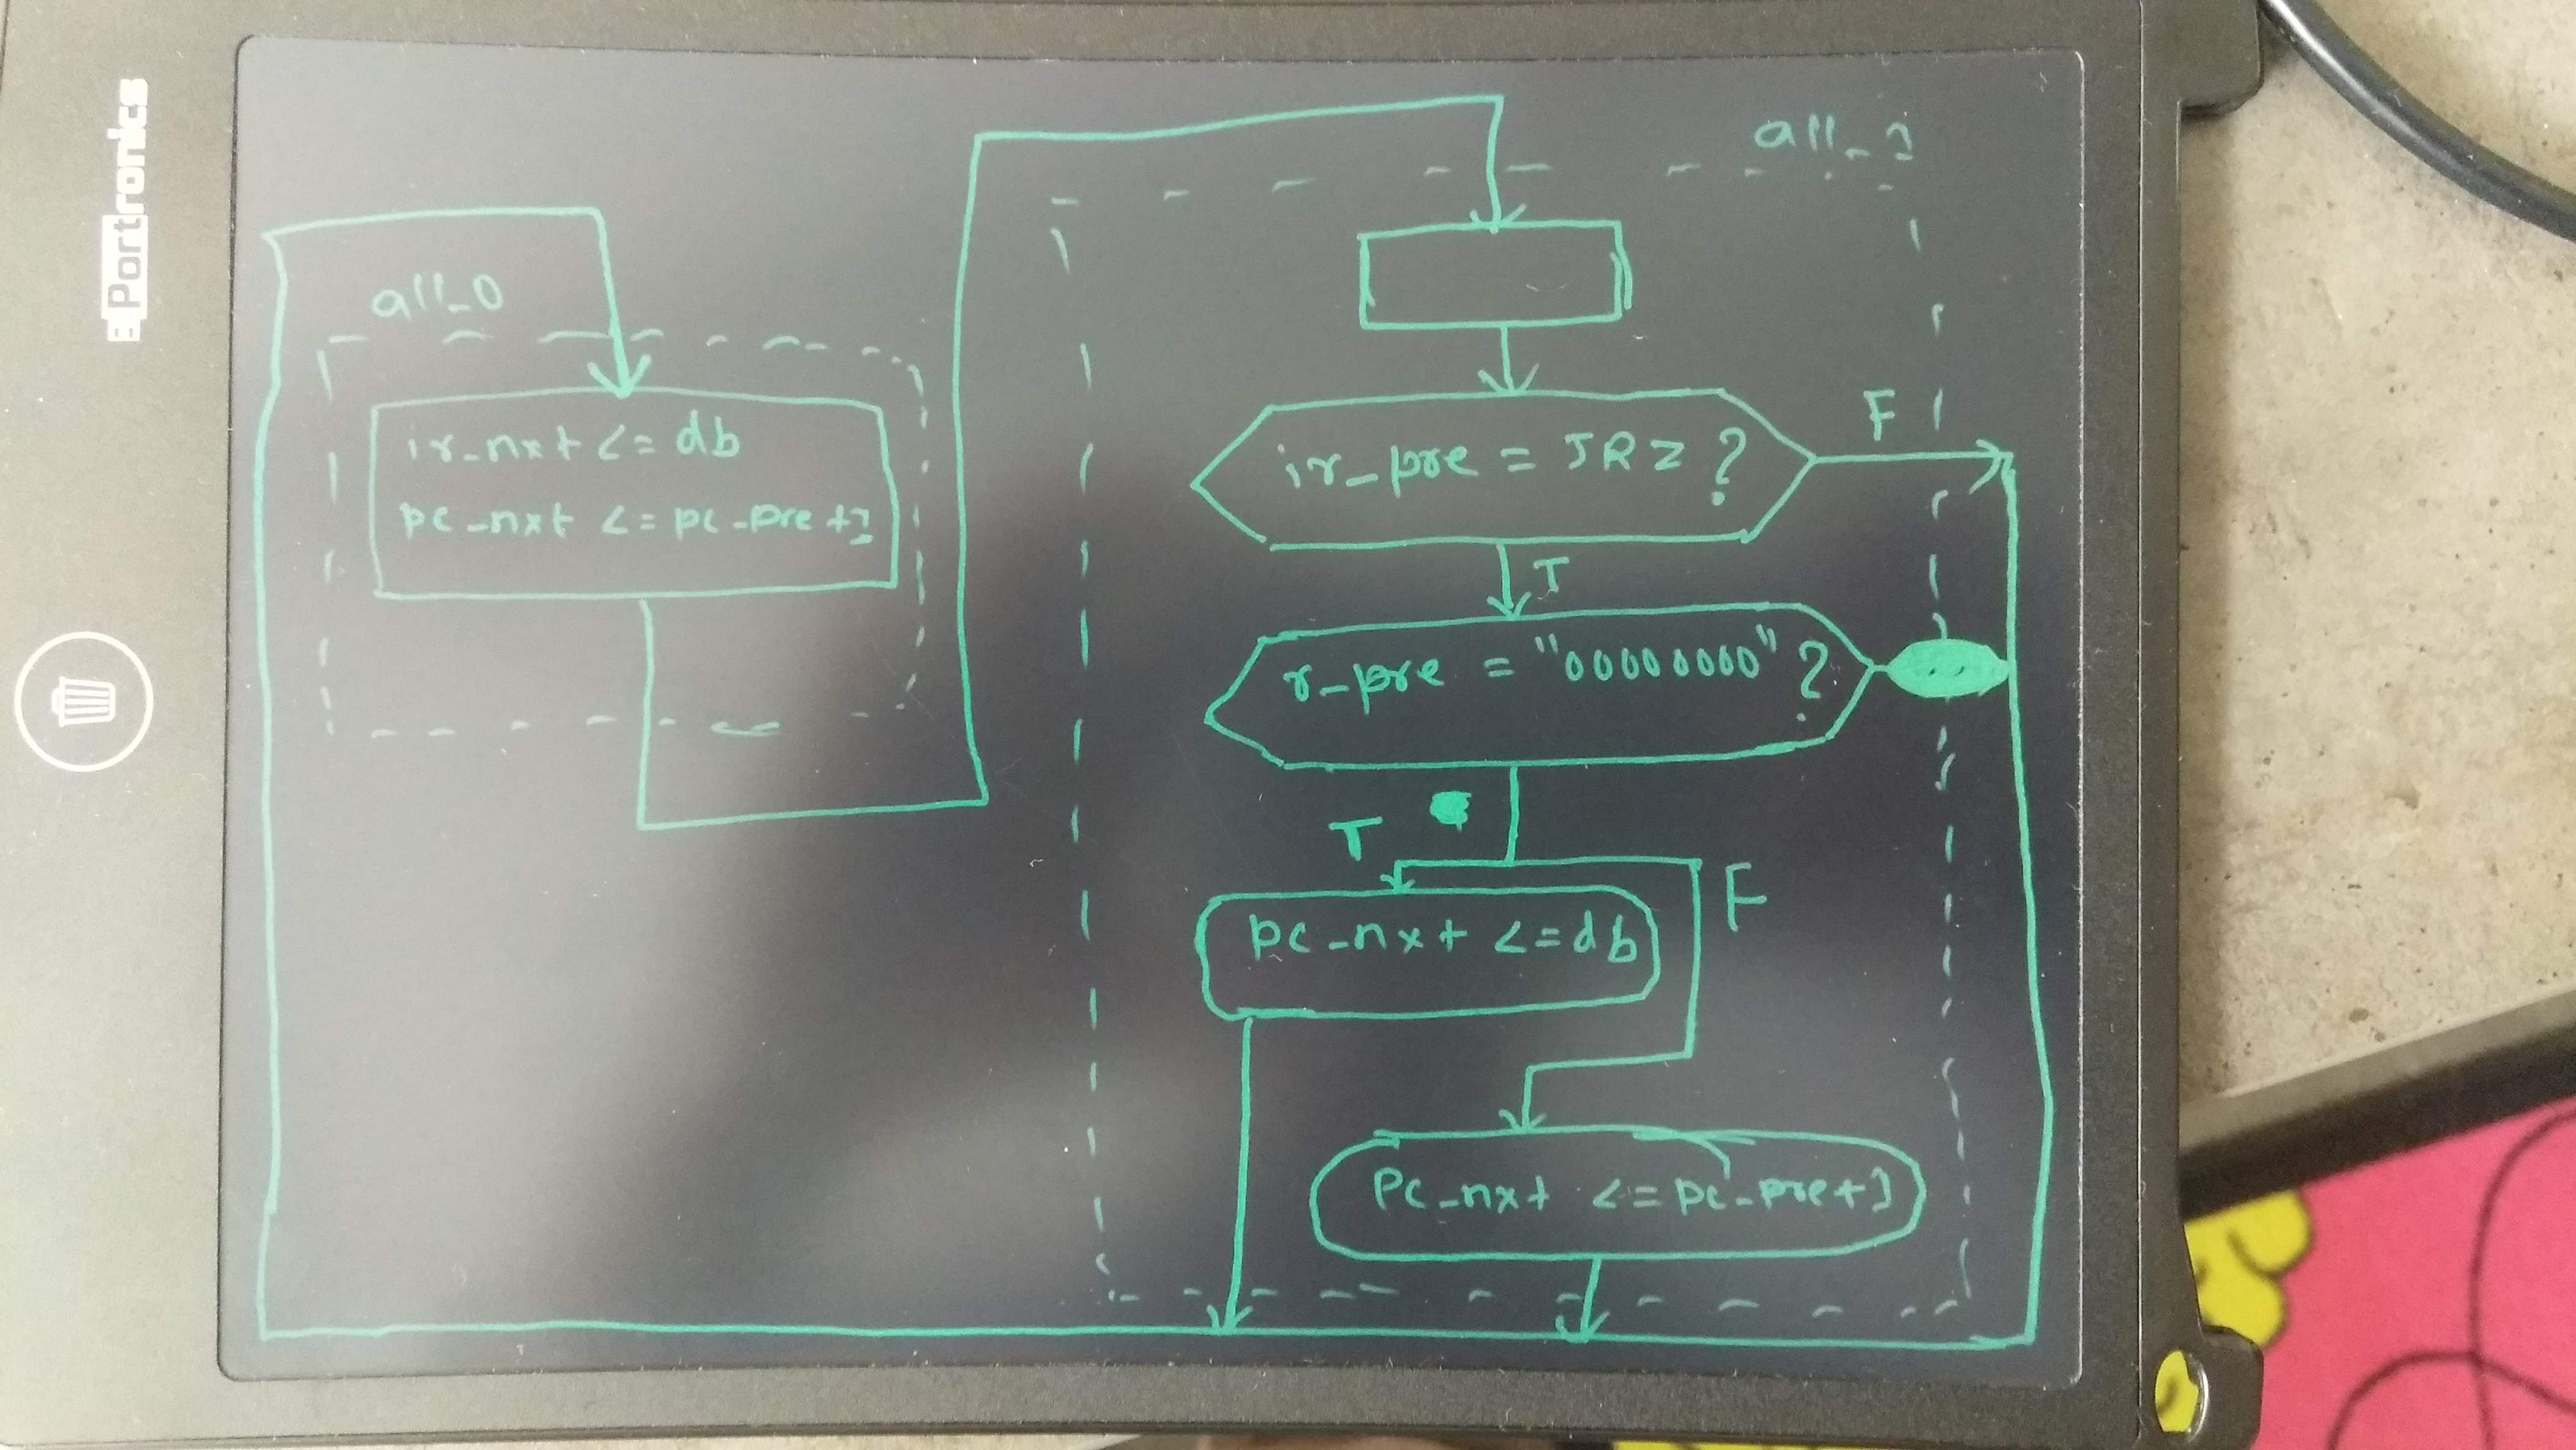 Portronics
all_0
ir_nxt <= db
pc_nxt <= pc_pre +1
all_1
ir_pre = JRZ ?
F
T
r_pre = "00000000" ?
T
F
pc_nxt <= db
pc_nxt <= pc_pre+1